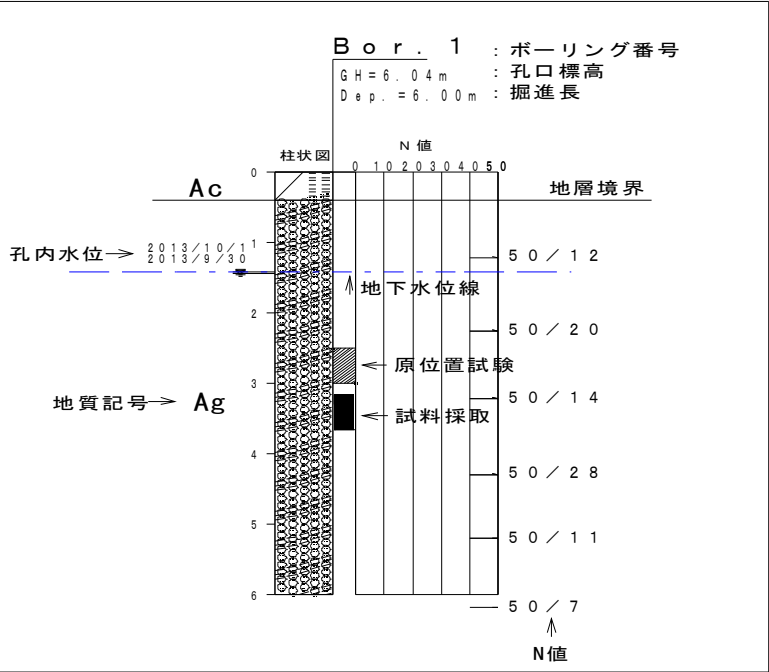 Bor. 1 : ボーリング番号
GH=6.04m : 孔口標高
Dep.=6.00m : 掘進長
柱状図 N値
0 10 20 30 40 50
0
Ac 地層境界
孔内水位 2013/10/1
2013/9/30
1
50/12
地下水位線
2
50/20
原位置試験
3
地質記号 Ag 50/14
試料採取
4
50/28
5
50/11
6
50/7
N値